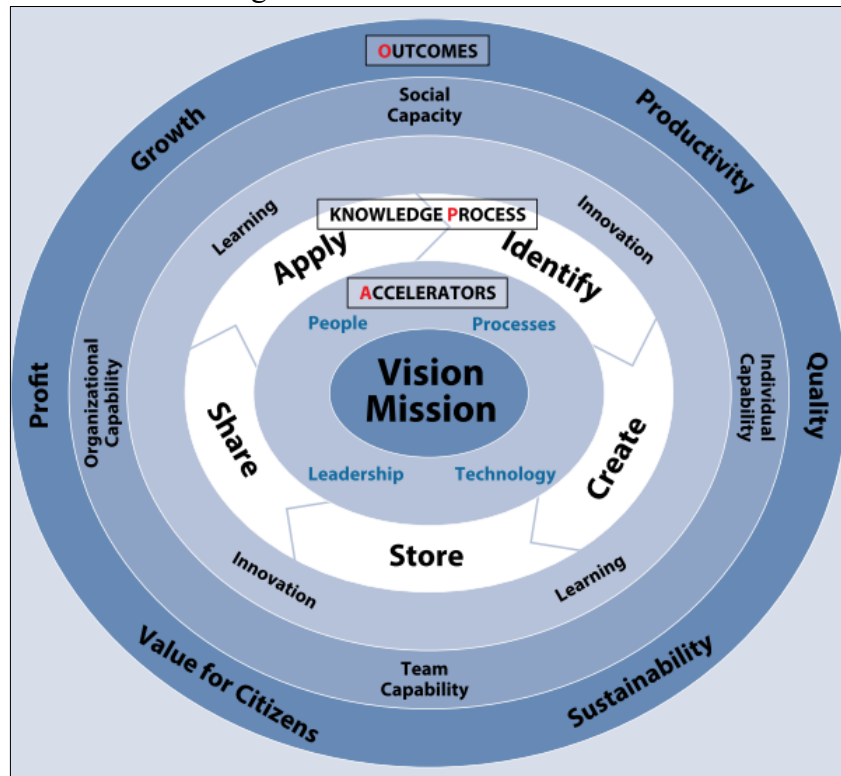 OUTCOMES
Social
Capacity
Growth
Productivity
Learning
Innovation
KNOWLEDGE PROCESS
Apply
Identify
ACCELERATORS
People
Processes
Vision
Mission
Profit
Organizational
Capability
Individual
Capability
Quality
Share
Create
Leadership
Technology
Store
Innovation
Learning
Value for Citizens
Team
Capability
Sustainability